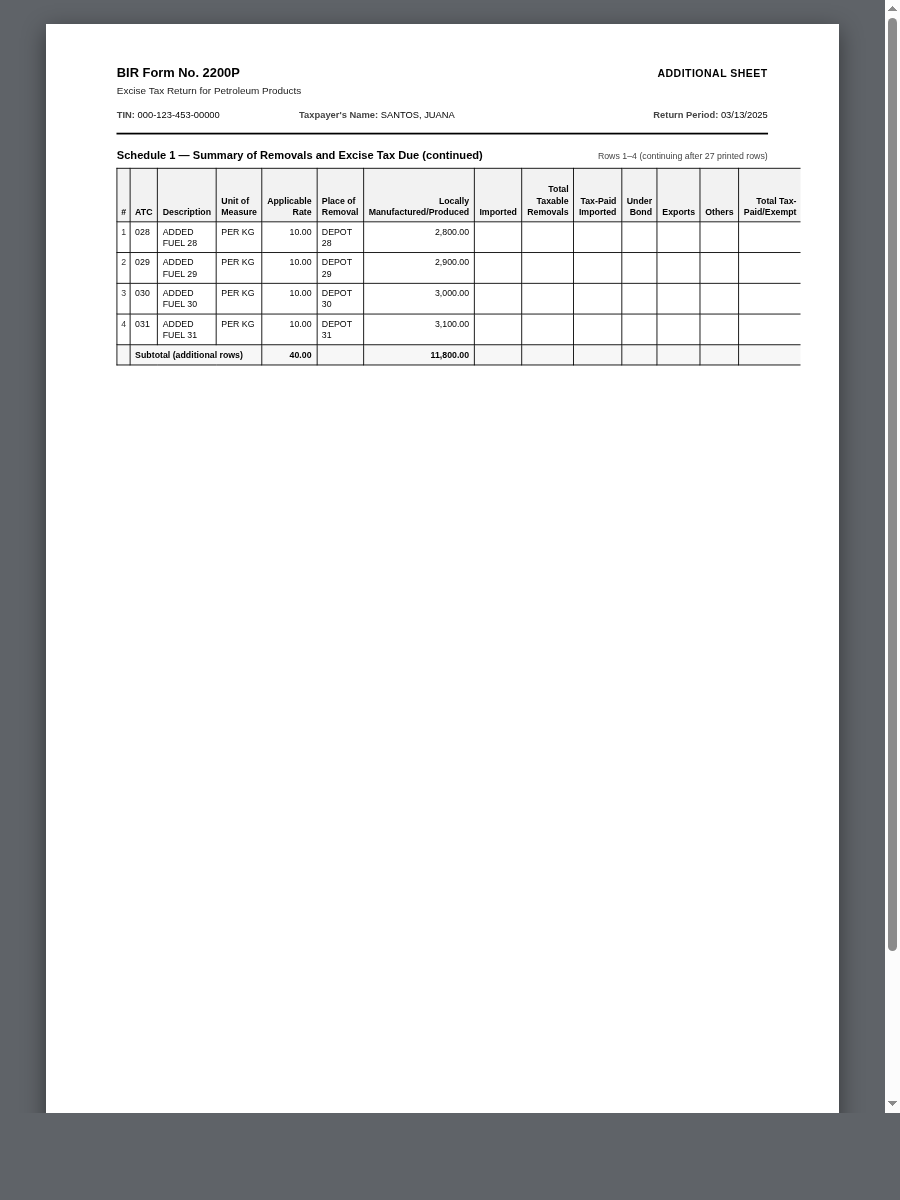 BIR Form No. 2200P
ADDITIONAL SHEET
Excise Tax Return for Petroleum Products
TIN: 000-123-453-00000 Taxpayer's Name: SANTOS, JUANA Return Period: 03/13/2025
Schedule 1 — Summary of Removals and Excise Tax Due (continued) Rows 1–4 (continuing after 27 printed rows)
# ATC Description Unit of Measure Applicable Rate Place of Removal Locally Manufactured/Produced Imported Total Taxable Removals Tax-Paid Imported Under Bond Exports Others Total Tax-Paid/Exempt
1 028 ADDED FUEL 28 PER KG 10.00 DEPOT 28 2,800.00
2 029 ADDED FUEL 29 PER KG 10.00 DEPOT 29 2,900.00
3 030 ADDED FUEL 30 PER KG 10.00 DEPOT 30 3,000.00
4 031 ADDED FUEL 31 PER KG 10.00 DEPOT 31 3,100.00
Subtotal (additional rows) 40.00 11,800.00